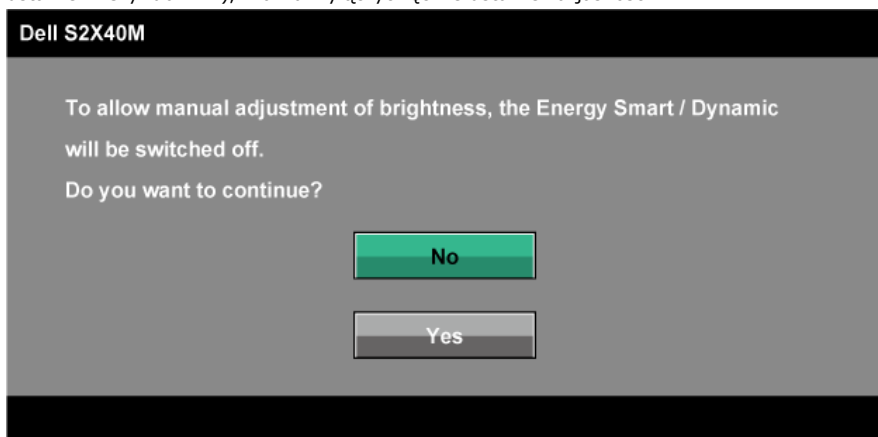 Dell S2X40M
To allow manual adjustment of brightness, the Energy Smart / Dynamic
will be switched off.
Do you want to continue?
No
Yes